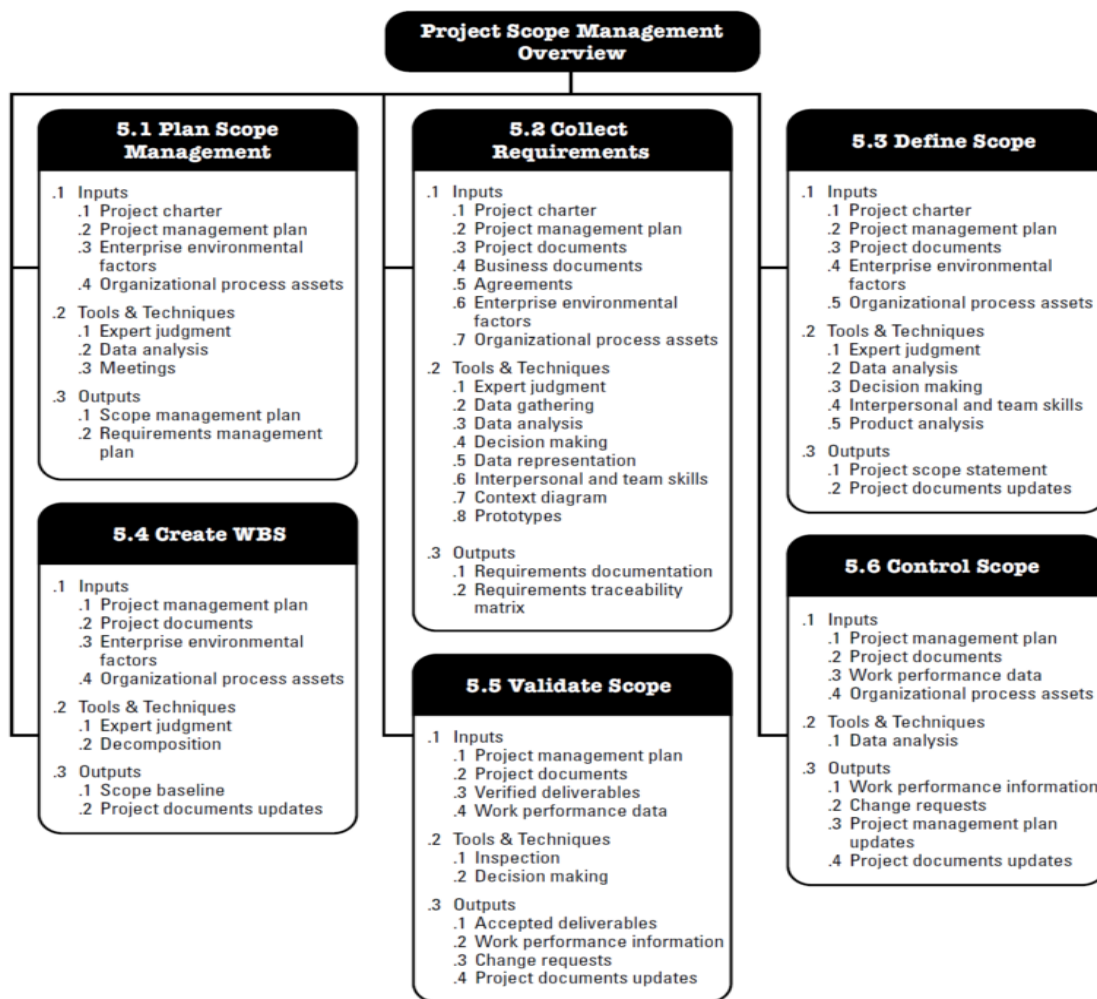 Project Scope Management
Overview
5.1 Plan Scope
Management
.1 Inputs
.1 Project charter
.2 Project management plan
.3 Enterprise environmental
factors
.4 Organizational process assets
.2 Tools & Techniques
.1 Expert judgment
.2 Data analysis
.3 Meetings
.3 Outputs
.1 Scope management plan
.2 Requirements management
plan
5.2 Collect
Requirements
.1 Inputs
.1 Project charter
.2 Project management plan
.3 Project documents
.4 Business documents
.5 Agreements
.6 Enterprise environmental
factors
.7 Organizational process assets
.2 Tools & Techniques
.1 Expert judgment
.2 Data gathering
.3 Data analysis
.4 Decision making
.5 Data representation
.6 Interpersonal and team skills
.7 Context diagram
.8 Prototypes
.3 Outputs
.1 Requirements documentation
.2 Requirements traceability
matrix
5.3 Define Scope
.1 Inputs
.1 Project charter
.2 Project management plan
.3 Project documents
.4 Enterprise environmental
factors
.5 Organizational process assets
.2 Tools & Techniques
.1 Expert judgment
.2 Data analysis
.3 Decision making
.4 Interpersonal and team skills
.5 Product analysis
.3 Outputs
.1 Project scope statement
.2 Project documents updates
5.4 Create WBS
.1 Inputs
.1 Project management plan
.2 Project documents
.3 Enterprise environmental
factors
.4 Organizational process assets
.2 Tools & Techniques
.1 Expert judgment
.2 Decomposition
.3 Outputs
.1 Scope baseline
.2 Project documents updates
5.5 Validate Scope
.1 Inputs
.1 Project management plan
.2 Project documents
.3 Verified deliverables
.4 Work performance data
.2 Tools & Techniques
.1 Inspection
.2 Decision making
.3 Outputs
.1 Accepted deliverables
.2 Work performance information
.3 Change requests
.4 Project documents updates
5.6 Control Scope
.1 Inputs
.1 Project management plan
.2 Project documents
.3 Work performance data
.4 Organizational process assets
.2 Tools & Techniques
.1 Data analysis
.3 Outputs
.1 Work performance information
.2 Change requests
.3 Project management plan
updates
.4 Project documents updates